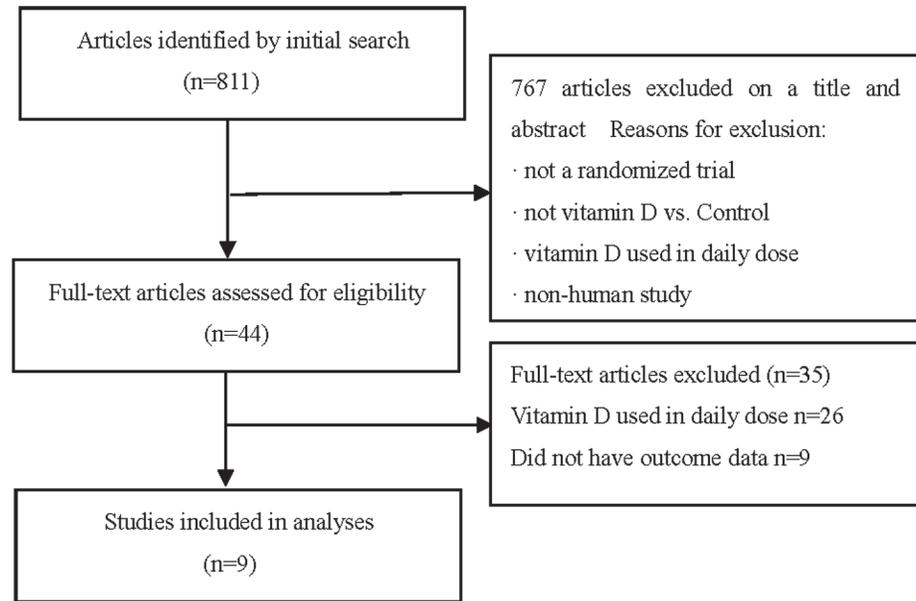 Articles identified by initial search
(n=811)
767 articles excluded on a title and
abstract   Reasons for exclusion:
· not a randomized trial
· not vitamin D vs. Control
· vitamin D used in daily dose
· non-human study
Full-text articles assessed for eligibility
(n=44)
Full-text articles excluded (n=35)
Vitamin D used in daily dose n=26
Did not have outcome data n=9
Studies included in analyses
(n=9)